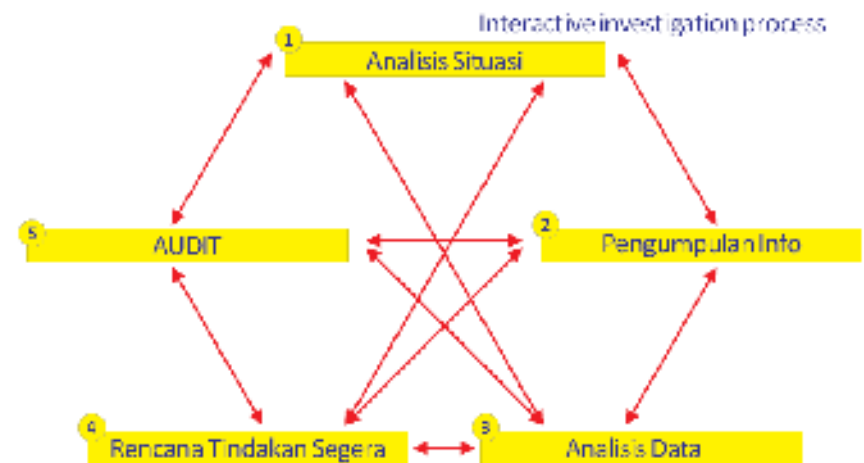 Interactive investigation process
1
Analisis Situasi
5
AUDIT
2
Pengumpulan Info
4
Rencana Tindakan Segera
3
Analisis Data